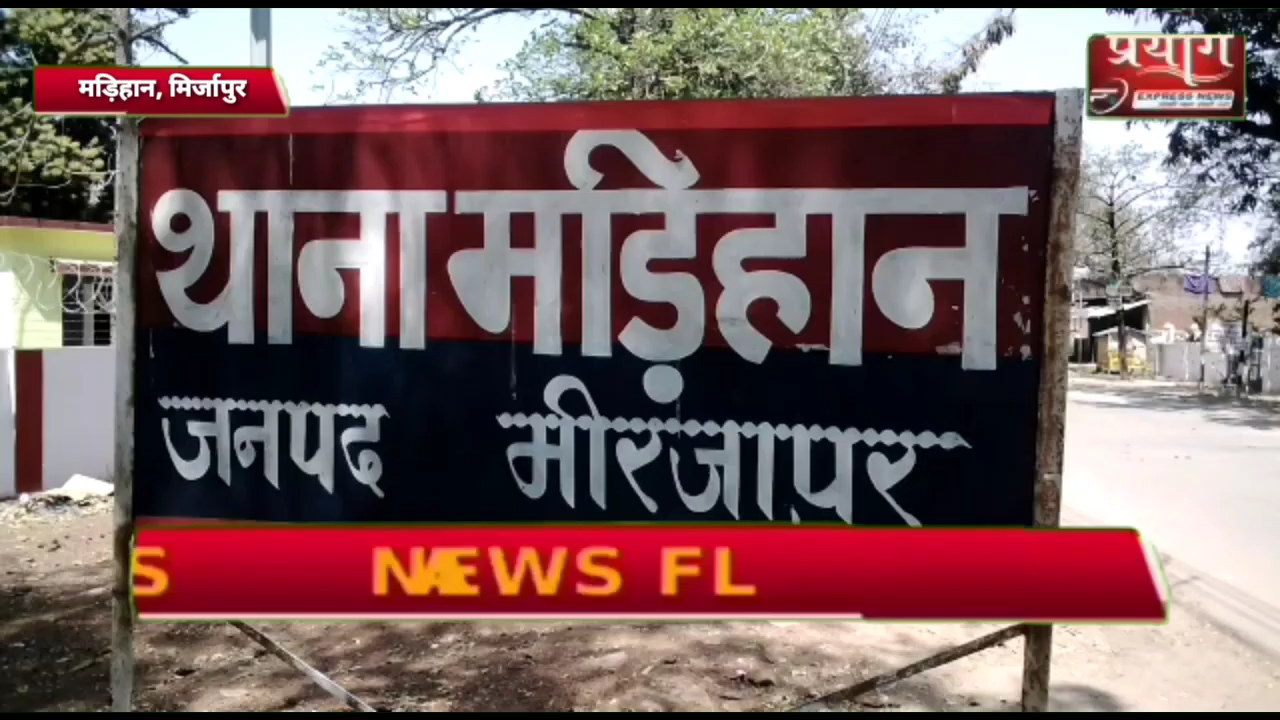 मड़िहान, मिर्जापुर
प्रयाग
EXPRESS NEWS
थाना मड़िहान
जनपद मीरजापुर
S NEWS FL